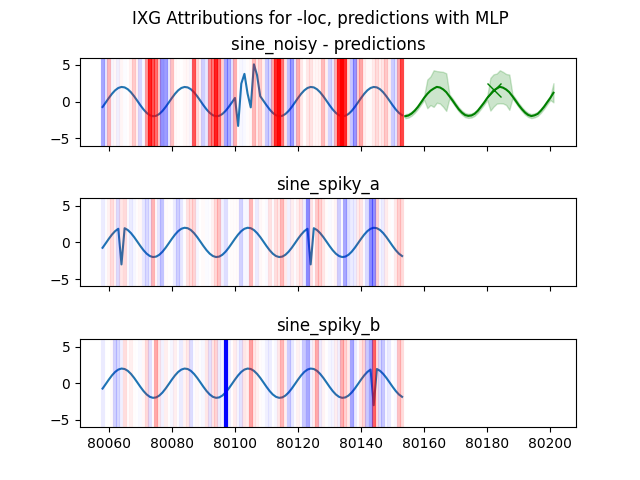 IXG Attributions for -loc, predictions with MLP
sine_noisy - predictions
5
0
−5
sine_spiky_a
5
0
−5
sine_spiky_b
5
0
−5
80060 80080 80100 80120 80140 80160 80180 80200